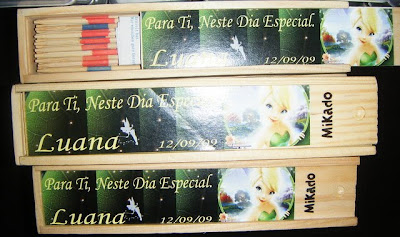 Para Ti, Neste Dia Especial.
Luana
12/09/09
Para Ti, Neste Dia Especial.
Luana
12/09/09
MiKado
Para Ti, Neste Dia Especial.
Luana
12/09/09
MiKado